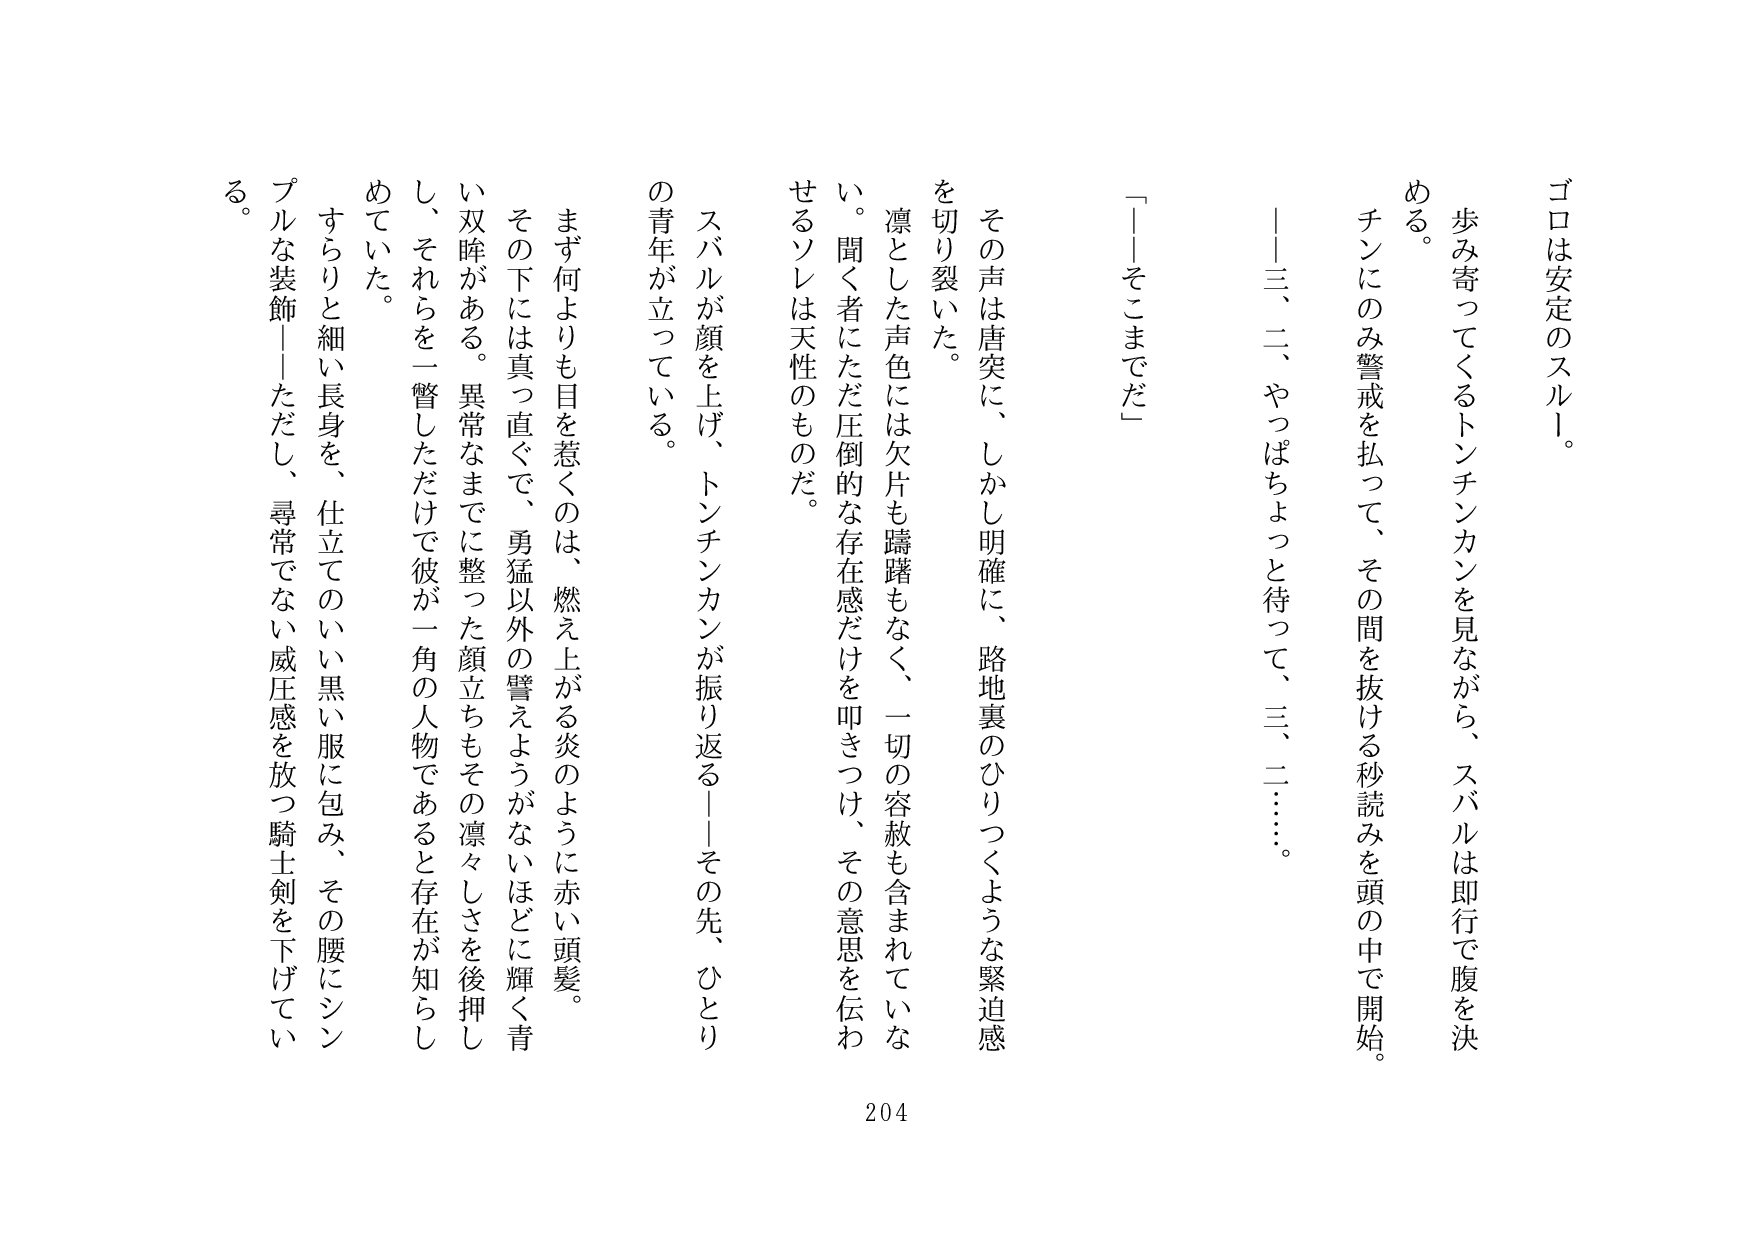 ゴロは安定のスルー。
　歩み寄ってくるトンチンカンを見ながら、スバルは即行で腹を決
める。
　チンにのみ警戒を払って、その間を抜ける秒読みを頭の中で開始。
　――三、二、やっぱちょっと待って、三、二……。
「――そこまでだ」
　その声は唐突に、しかし明確に、路地裏のひりつくような緊迫感
を切り裂いた。
　凛とした声色には欠片も躊躇もなく、一切の容赦も含まれていな
い。聞く者にただ圧倒的な存在感だけを叩きつけ、その意思を伝わ
せるソレは天性のものだ。
　スバルが顔を上げ、トンチンカンが振り返る――その先、ひとり
の青年が立っている。
　まず何よりも目を惹くのは、燃え上がる炎のように赤い頭髪。
　その下には真っ直ぐで、勇猛以外の譬えようがないほどに輝く青
い双眸がある。異常なまでに整った顔立ちもその凛々しさを後押し
し、それらを一瞥しただけで彼が一角の人物であると存在が知らし
めていた。
　すらりと細い長身を、仕立てのいい黒い服に包み、その腰にシン
プルな装飾――ただし、尋常でない威圧感を放つ騎士剣を下げてい
る。
204